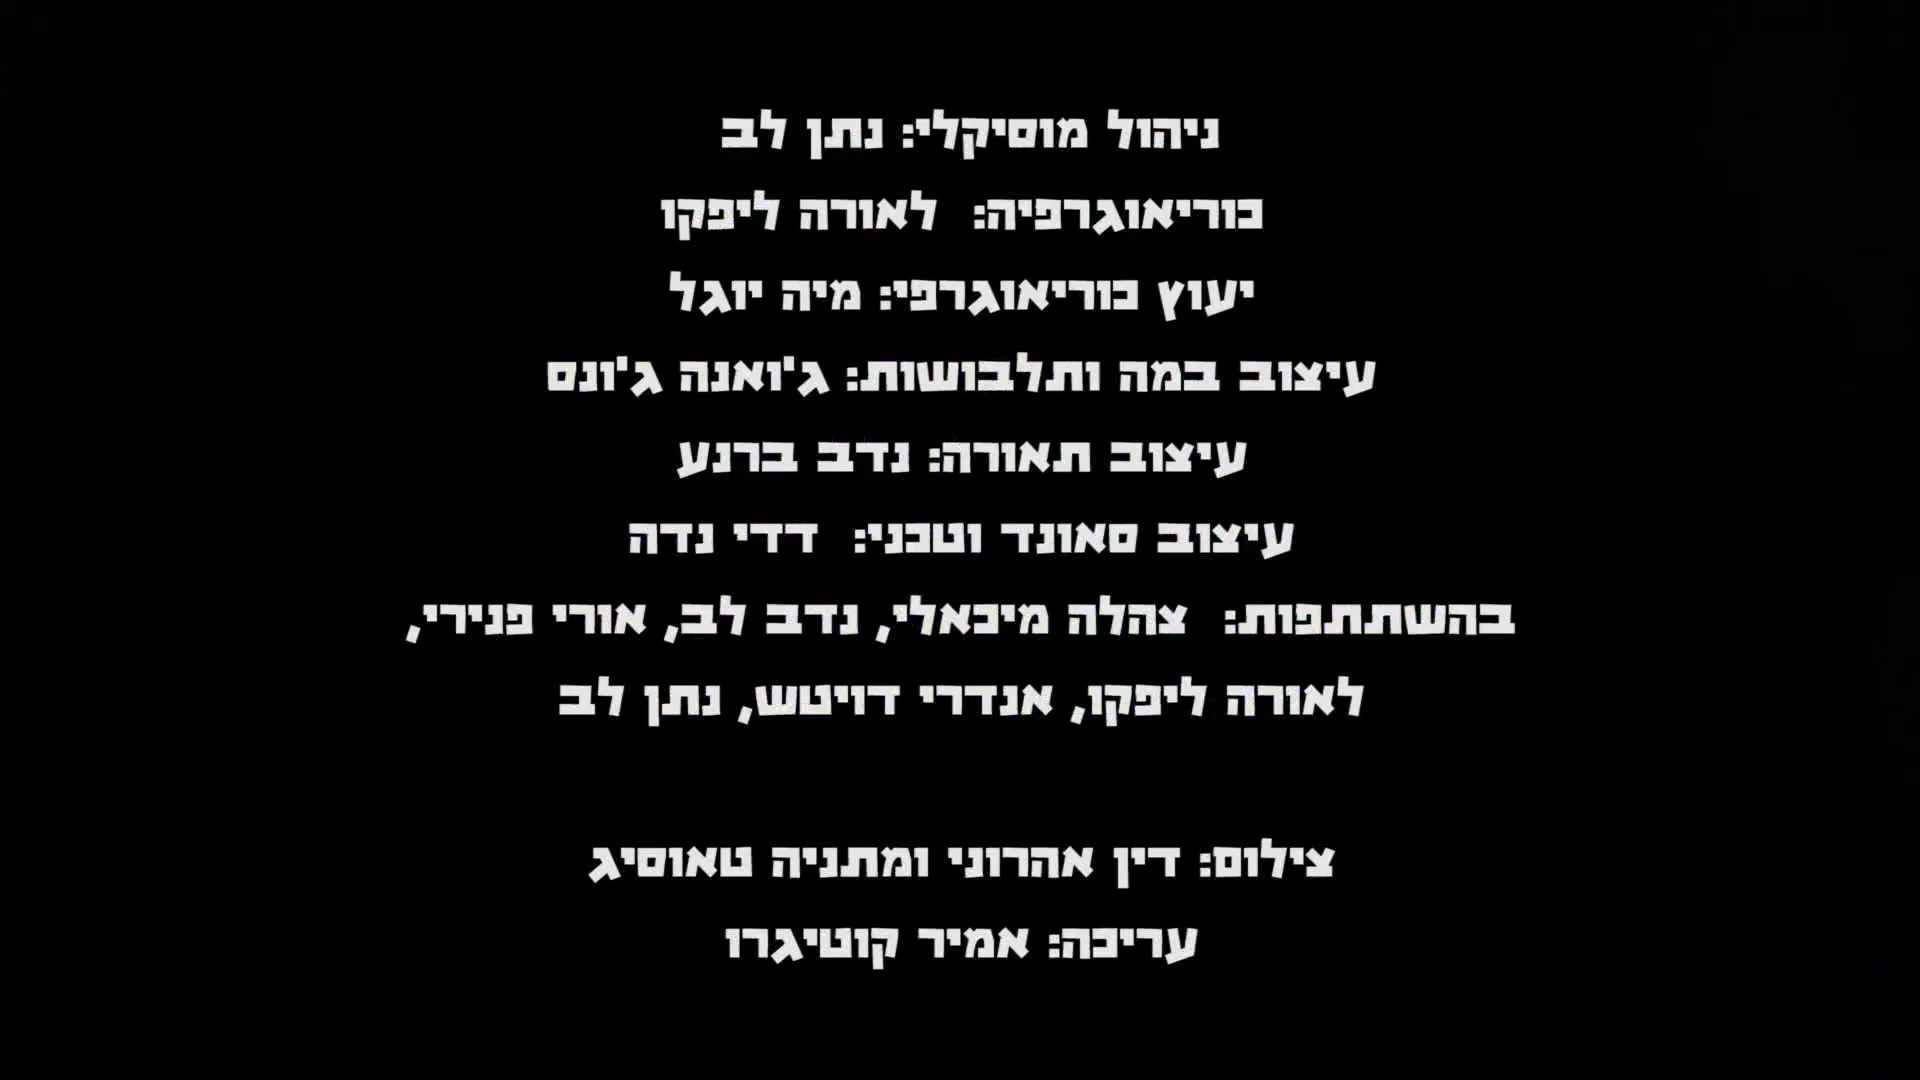 ניהול מוסיקלי: נתן לב
כוריאוגרפיה: לאורה ליפקו
יעוץ כוריאוגרפי: מיה יוגל
עיצוב במה ותלבושות: ג'ואנה ג'ונס
עיצוב תאורה: נדב ברנע
עיצוב סאונד וטכני: דדי נדה
בהשתתפות: צהלה מיכאלי, נדב לב, אורי פנירי,
לאורה ליפקו, אנדרי דויטש, נתן לב
צילום: דין אהרוני ומתניה טאוסיג
עריכה: אמיר קוטיגרו